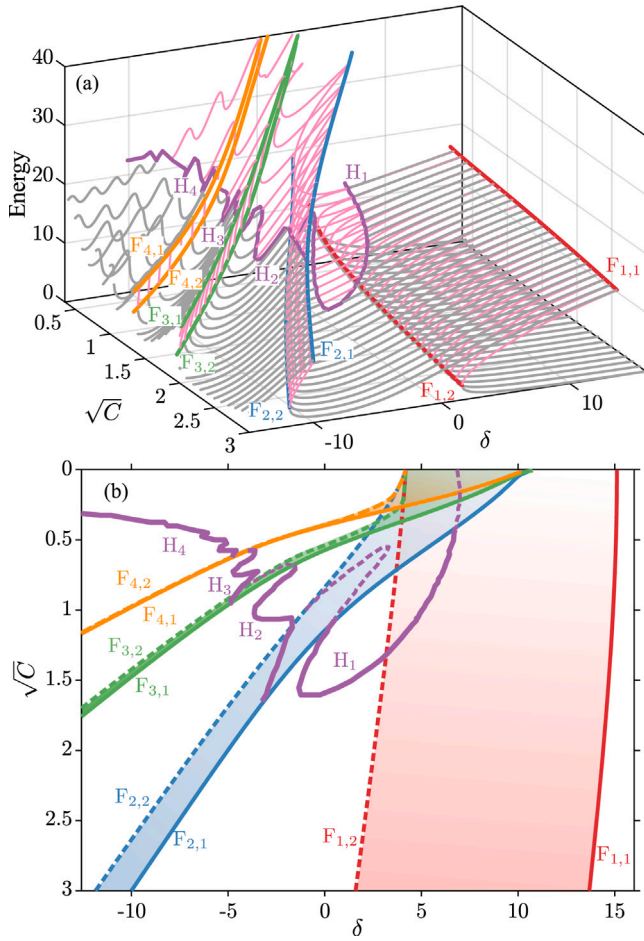 (a)
Energy
40
30
20
10
0
0.5
1
1.5
2
2.5
3
√C
-10
0
10
δ
H₁
H₂
H₃
H₄
F₄,₁
F₄,₂
F₃,₁
F₃,₂
F₂,₁
F₂,₂
F₁,₁
F₁,₂
(b)
√C
0
0.5
1
1.5
2
2.5
3
-10
-5
0
5
10
15
δ
H₄
H₃
H₂
H₁
F₄,₂
F₄,₁
F₃,₂
F₃,₁
F₂,₂
F₂,₁
F₁,₂
F₁,₁